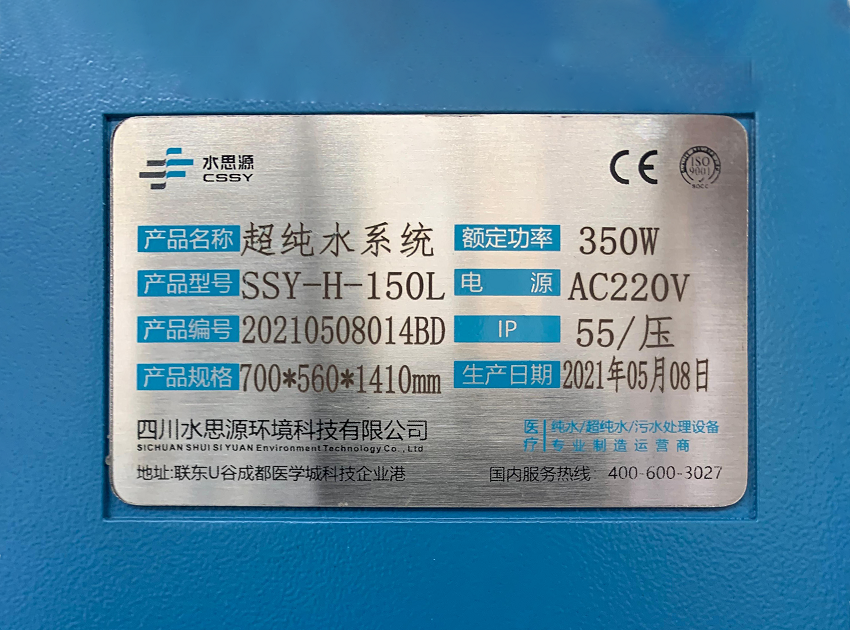 水思源
CSSY
CE
ISO
9001
产品名称 超纯水系统 额定功率 350W
产品型号 SSY-H-150L 电 源 AC220V
产品编号 20210508014BD IP 55/压
产品规格 700*560*1410mm 生产日期 2021年05月08日
四川水思源环境科技有限公司
SICHUAN SHUI SI YUAN Environment Technology Co., Ltd
医疗 纯水/超纯水/污水处理设备
专业制造运营商
地址:联东U谷成都医学城科技企业港 国内服务热线 400-600-3027